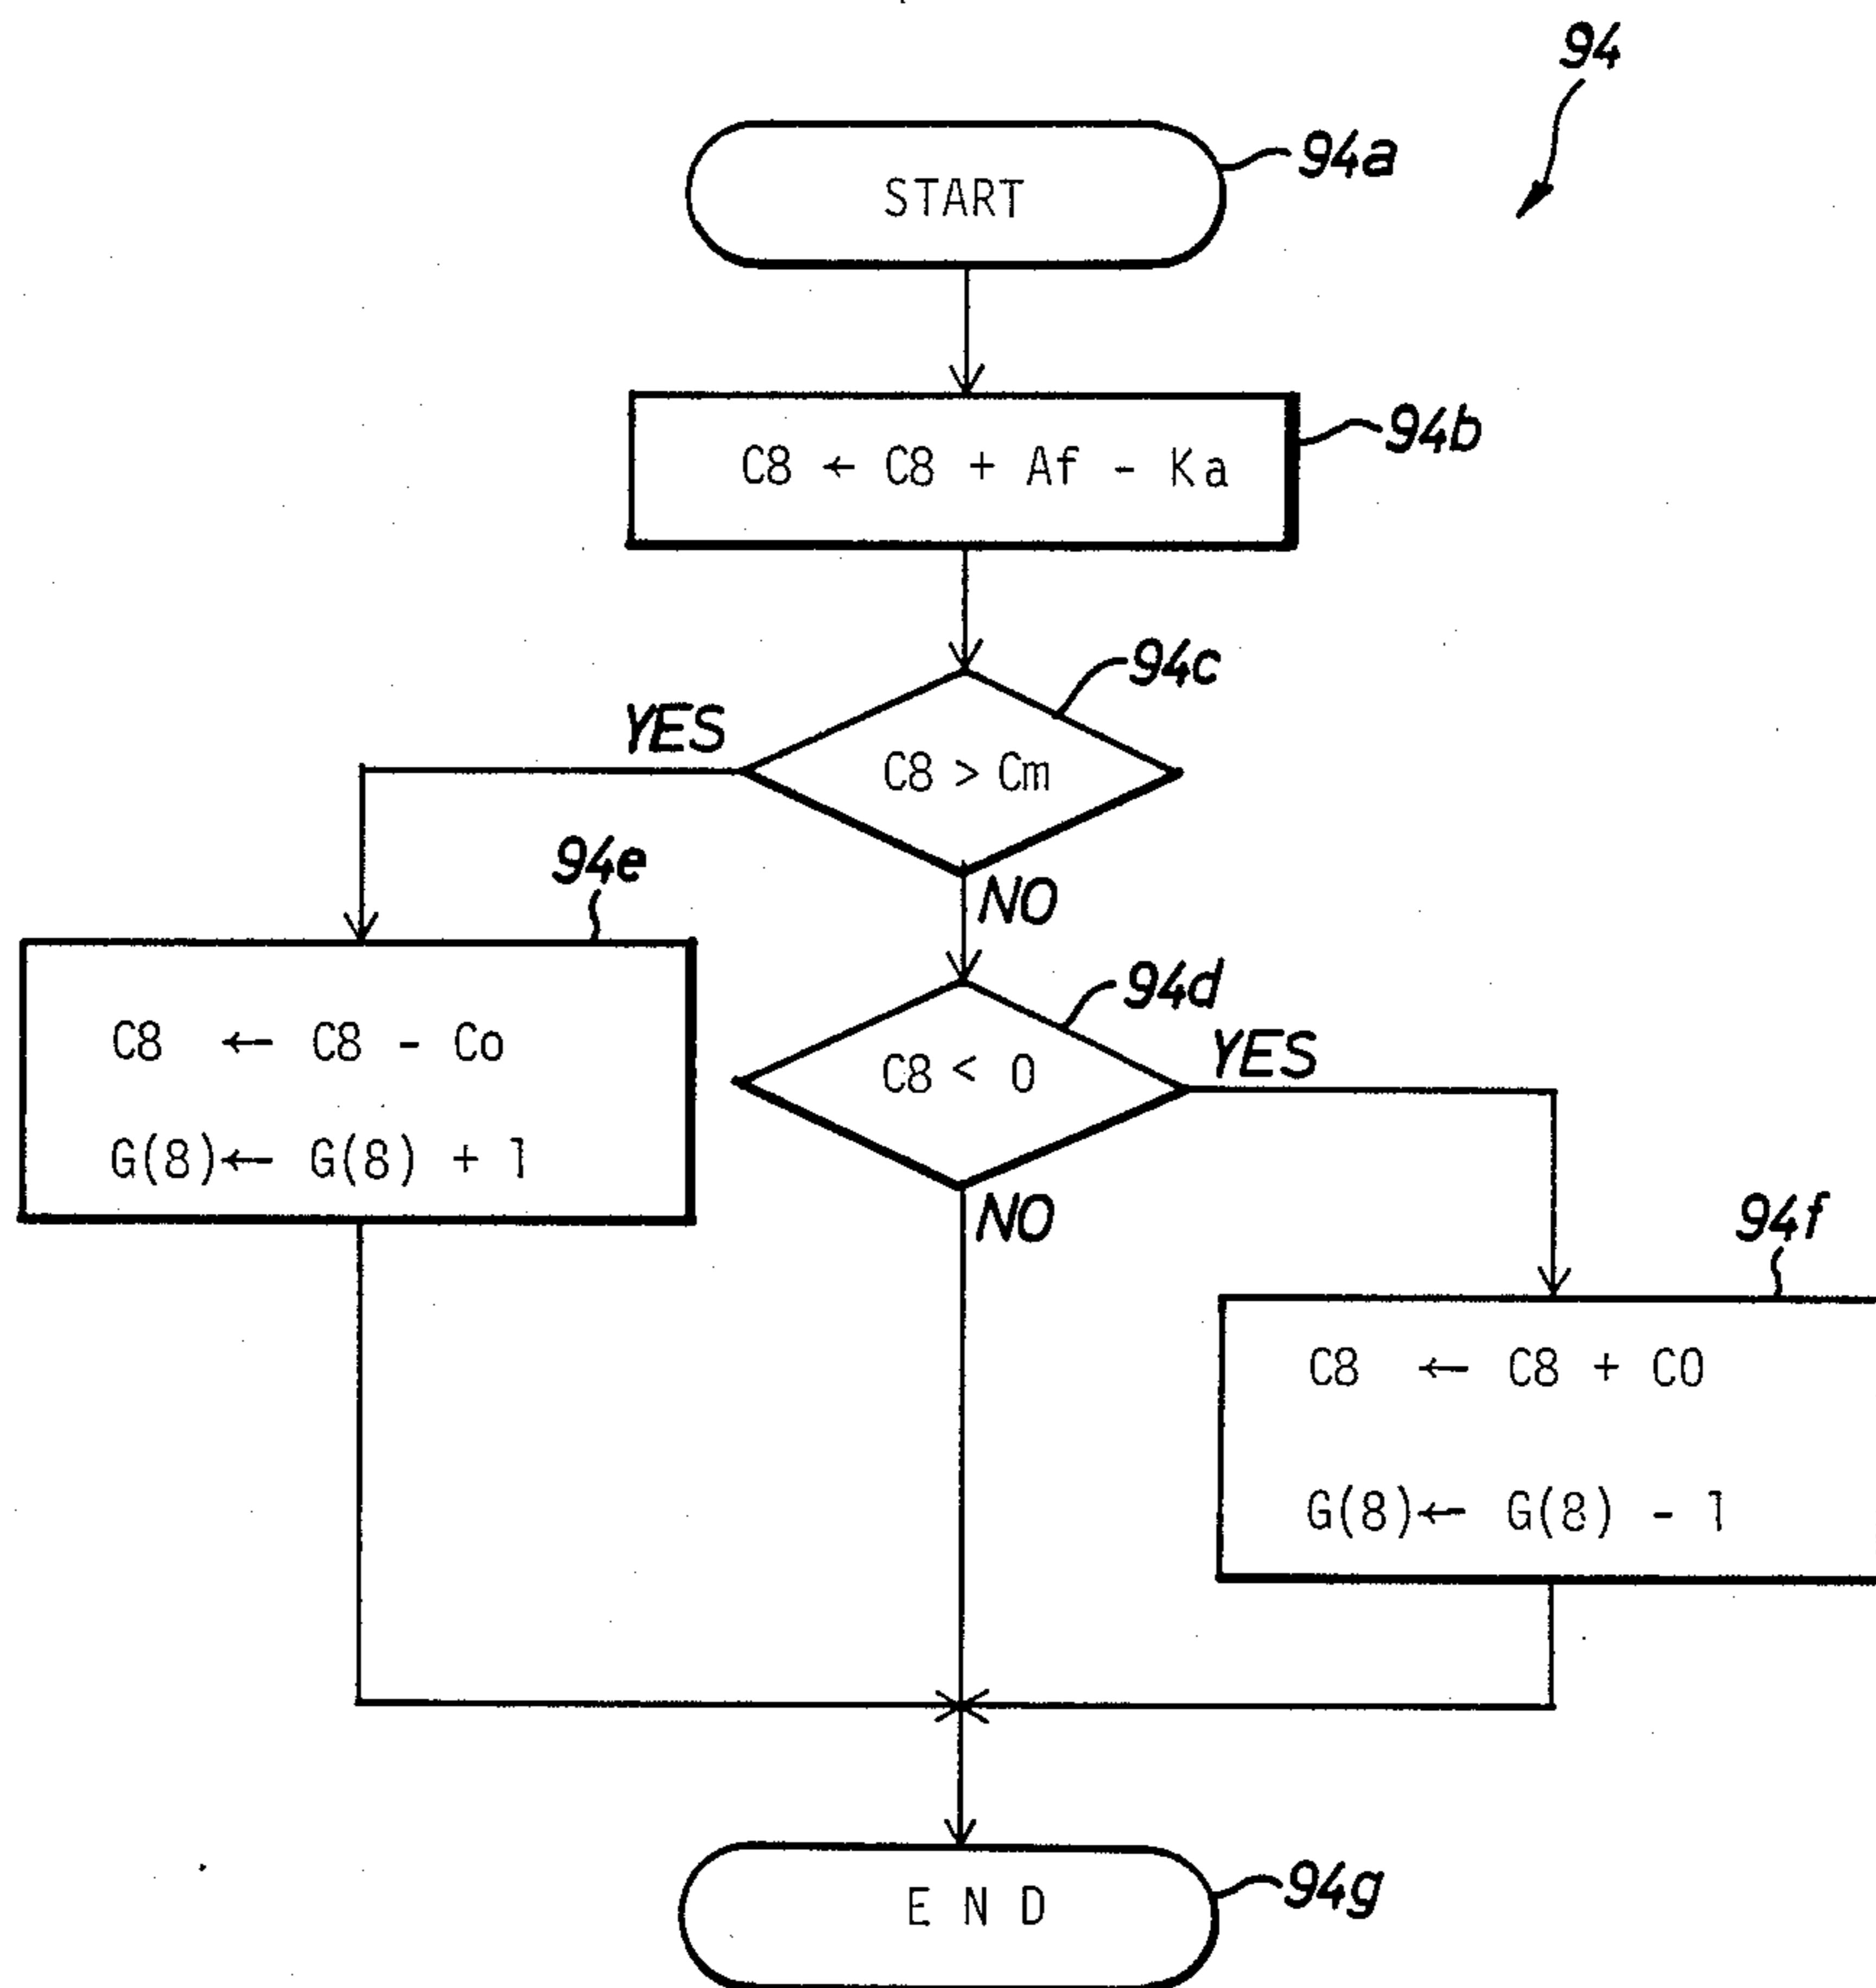 94
START
94a
C8 ← C8 + Af - Ka
94b
94c
YES
C8 > Cm
94e
NO
94d
C8 ← C8 - Co
G(8)← G(8) + 1
C8 < 0
YES
NO
94f
C8 ← C8 + C0
G(8)← G(8) - 1
E N D
94g